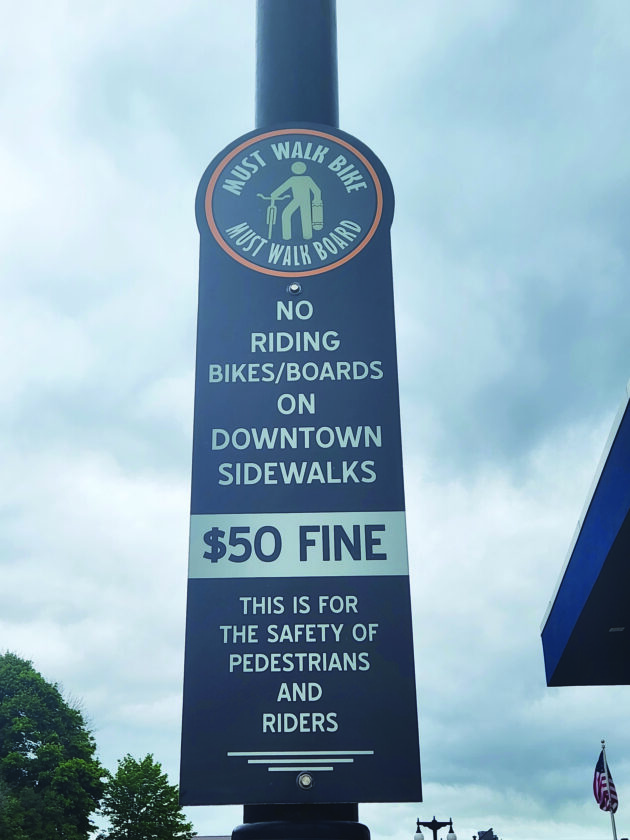 MUST WALK BIKE
MUST WALK BOARD
NO
RIDING
BIKES/BOARDS
ON
DOWNTOWN
SIDEWALKS
$50 FINE
THIS IS FOR
THE SAFETY OF
PEDESTRIANS
AND
RIDERS